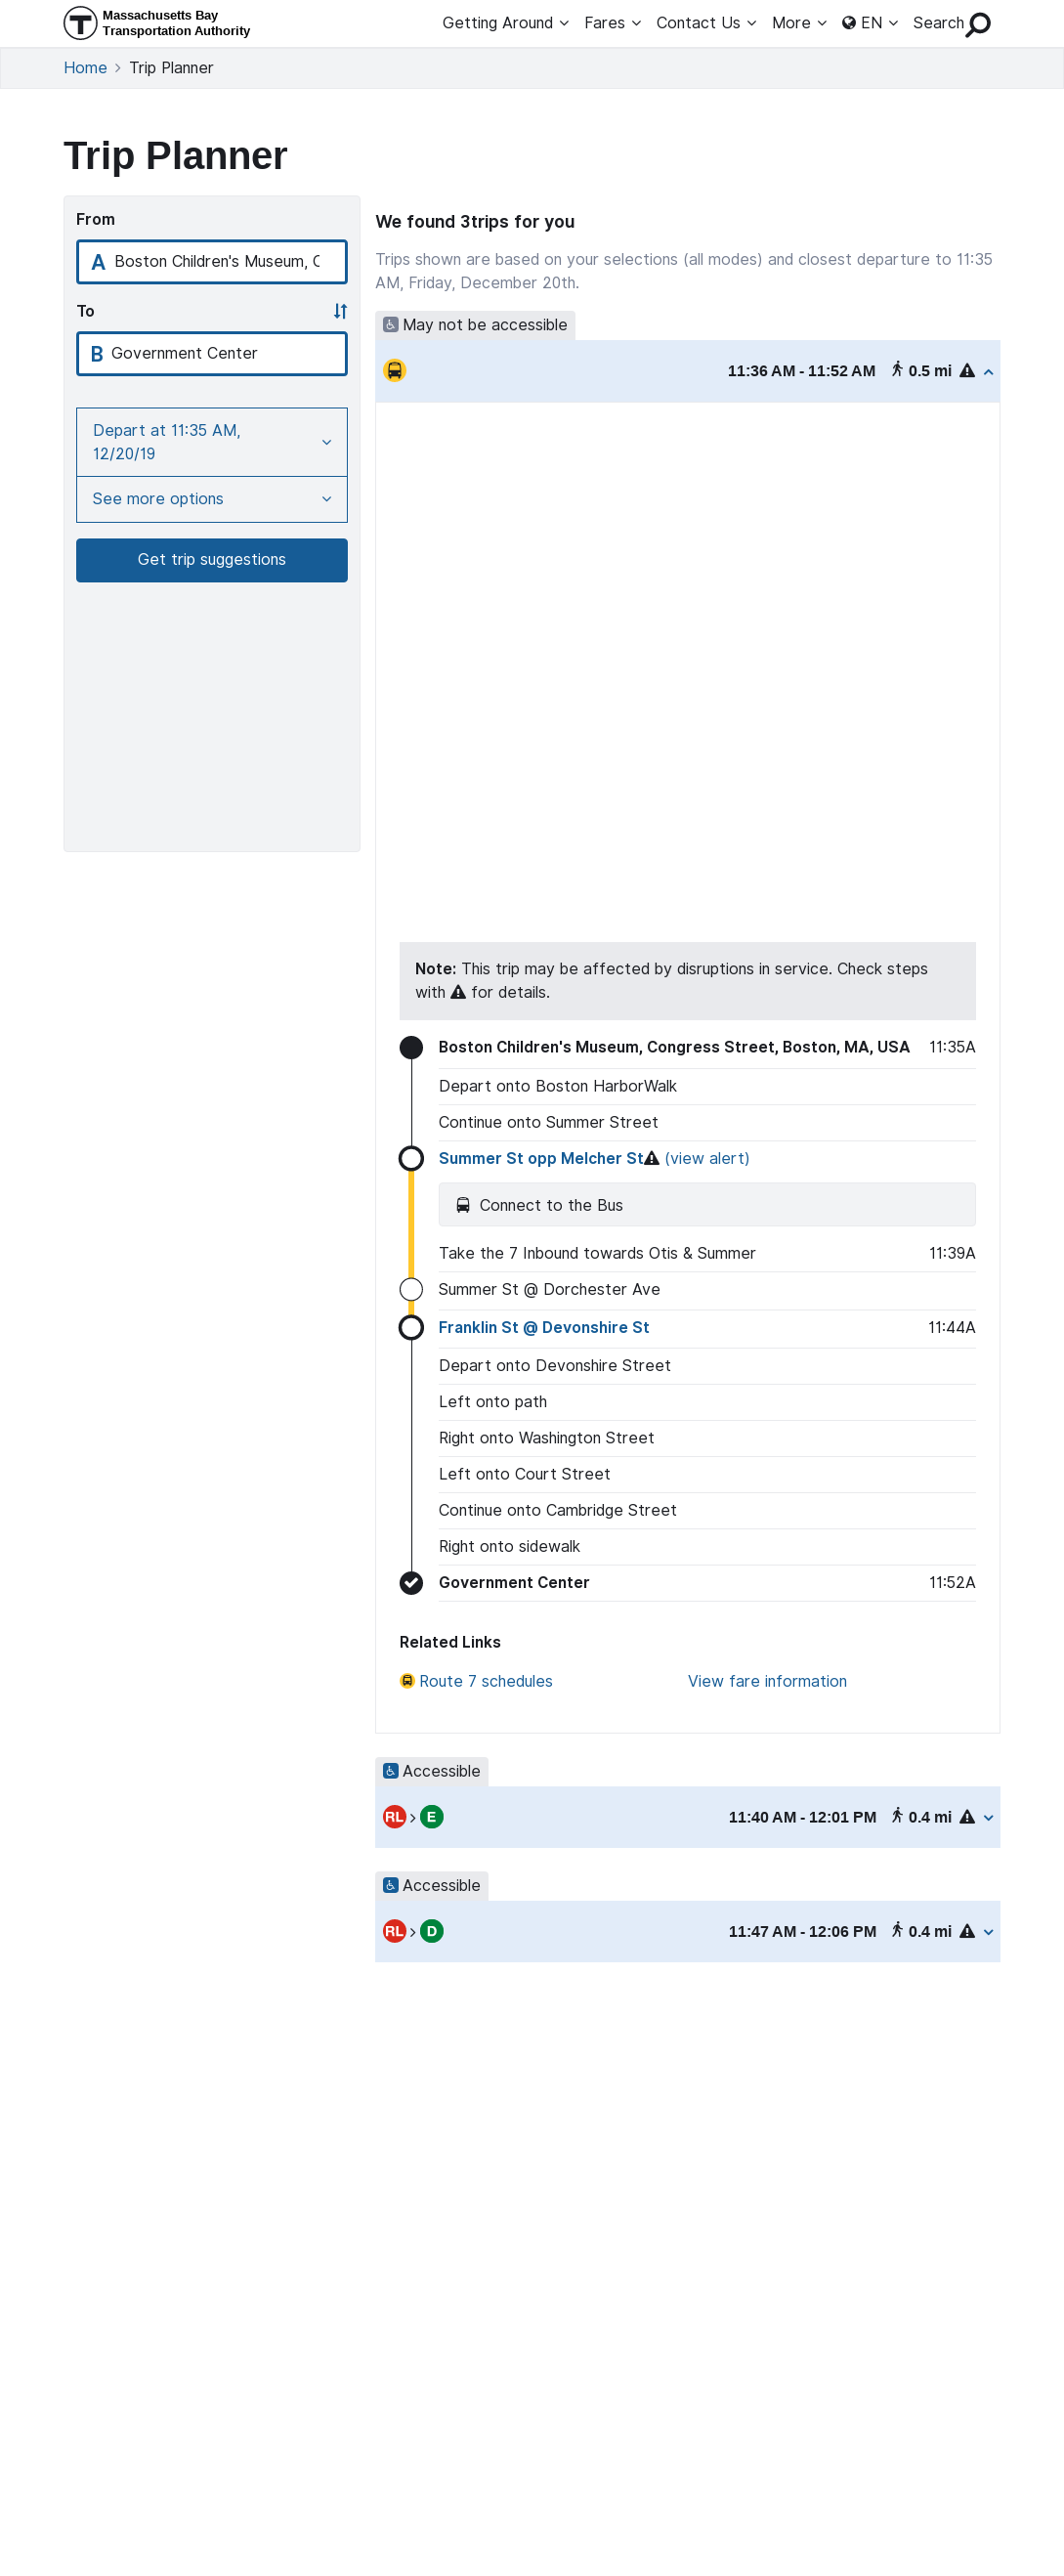 Massachusetts Bay
Transportation Authority
Getting Around Fares Contact Us More EN Search
Home > Trip Planner
Trip Planner
From
A Boston Children's Museum, C
To
B Government Center
Depart at 11:35 AM,
12/20/19
See more options
Get trip suggestions
We found 3trips for you
Trips shown are based on your selections (all modes) and closest departure to 11:35
AM, Friday, December 20th.
May not be accessible
11:36 AM - 11:52 AM 0.5 mi
Note: This trip may be affected by disruptions in service. Check steps
with for details.
Boston Children's Museum, Congress Street, Boston, MA, USA 11:35A
Depart onto Boston HarborWalk
Continue onto Summer Street
Summer St opp Melcher St (view alert)
Connect to the Bus
Take the 7 Inbound towards Otis & Summer 11:39A
Summer St @ Dorchester Ave
Franklin St @ Devonshire St 11:44A
Depart onto Devonshire Street
Left onto path
Right onto Washington Street
Left onto Court Street
Continue onto Cambridge Street
Right onto sidewalk
Government Center 11:52A
Related Links
Route 7 schedules View fare information
Accessible
RL > E 11:40 AM - 12:01 PM 0.4 mi
Accessible
RL > D 11:47 AM - 12:06 PM 0.4 mi